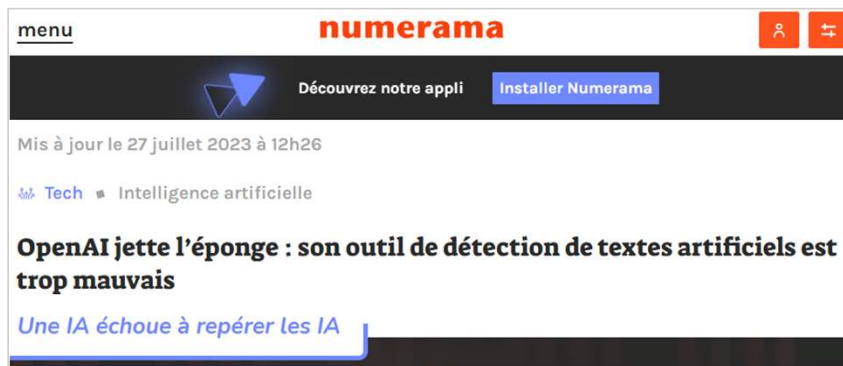 menu
numerama
Découvrez notre appli
Installer Numerama
Mis à jour le 27 juillet 2023 à 12h26
Tech ▪ Intelligence artificielle
OpenAI jette l’éponge : son outil de détection de textes artificiels est
trop mauvais
Une IA échoue à repérer les IA